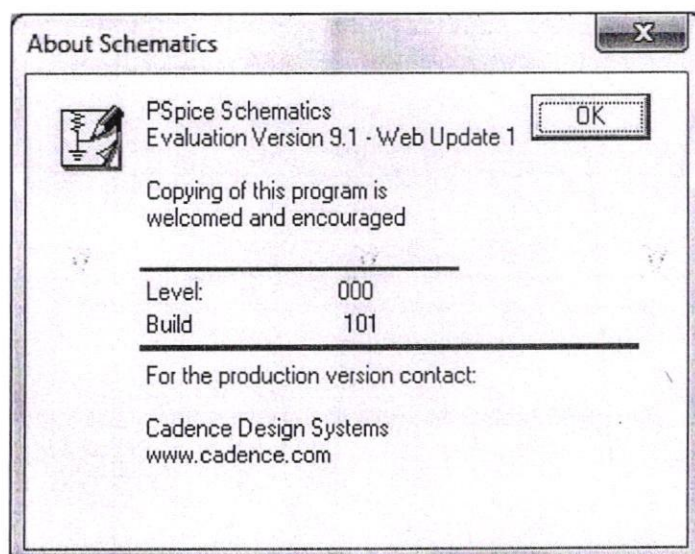 About Schematics
X
PSpice Schematics
OK
Evaluation Version 9.1 - Web Update 1
Copying of this program is
welcomed and encouraged
Level: 000
Build 101
For the production version contact:
Cadence Design Systems
www.cadence.com